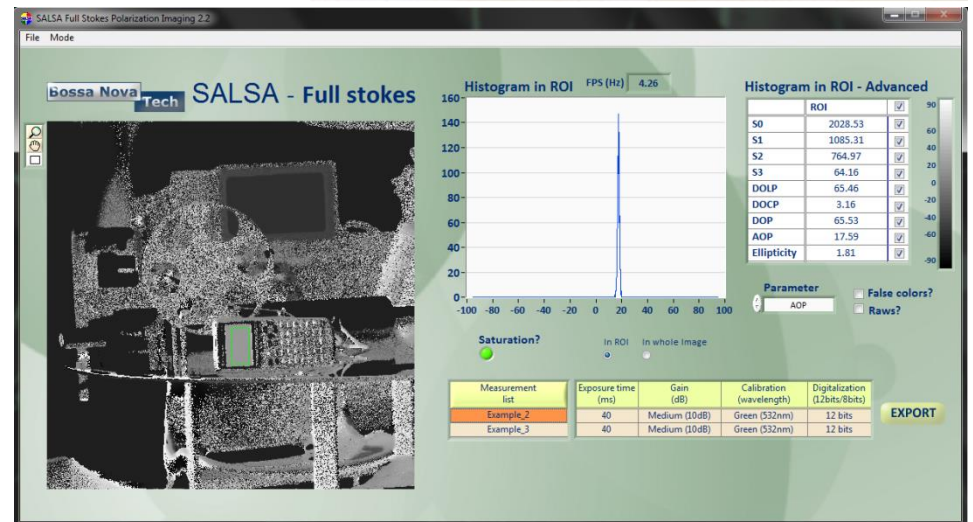 SALSA Full Stokes Polarization Imaging 2.2
File Mode
Bossa Nova Tech
SALSA - Full stokes
Histogram in ROI FPS (Hz) 4.26
160
140
120
100
80
60
40
20
0
-100 -80 -60 -40 -20 0 20 40 60 80 100
Saturation?
In ROI In whole image
Histogram in ROI - Advanced
ROI
S0 2028.53
S1 1085.31
S2 764.97
S3 64.16
DOLP 65.46
DOCP 3.16
DOP 65.53
AOP 17.59
Ellipticity 1.81
90
60
40
20
0
-20
-40
-60
-90
Parameter
AOP
False colors?
Raws?
Measurement list Exposure time (ms) Gain (dB) Calibration (wavelength) Digitalization (12bits/8bits)
Example_2 40 Medium (10dB) Green (532nm) 12 bits
Example_3 40 Medium (10dB) Green (532nm) 12 bits
EXPORT